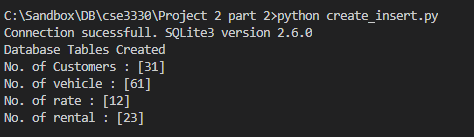 C:\Sandbox\DB\cse3330\Project 2 part 2>python create_insert.py
Connection sucessfull. SQLite3 version 2.6.0
Database Tables Created
No. of Customers : [31]
No. of vehicle : [61]
No. of rate : [12]
No. of rental : [23]